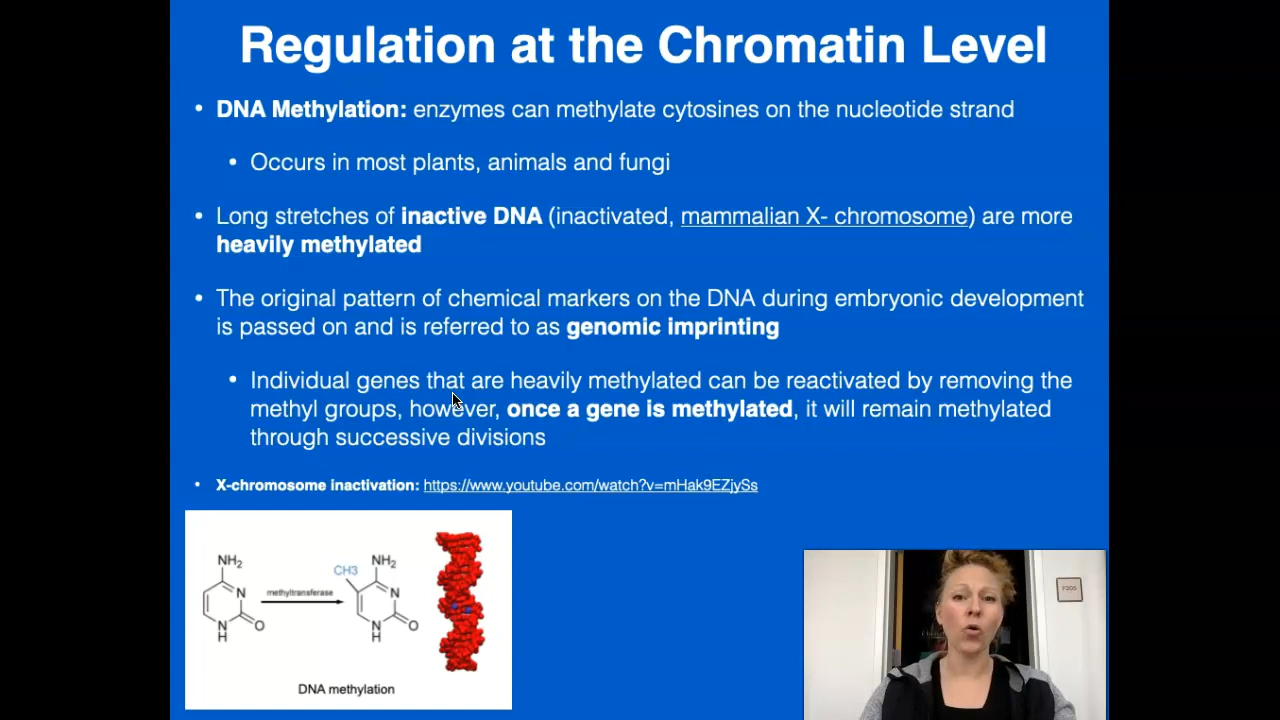 Regulation at the Chromatin Level
• DNA Methylation: enzymes can methylate cytosines on the nucleotide strand
• Occurs in most plants, animals and fungi
• Long stretches of inactive DNA (inactivated, mammalian X- chromosome) are more
heavily methylated
• The original pattern of chemical markers on the DNA during embryonic development
is passed on and is referred to as genomic imprinting
• Individual genes that are heavily methylated can be reactivated by removing the
methyl groups, however, once a gene is methylated, it will remain methylated
through successive divisions
• X-chromosome inactivation: https://www.youtube.com/watch?v=mHak9EZjySs
NH2
N
N
H
O
methyltransferase
CH3
NH2
N
N
H
O
DNA methylation